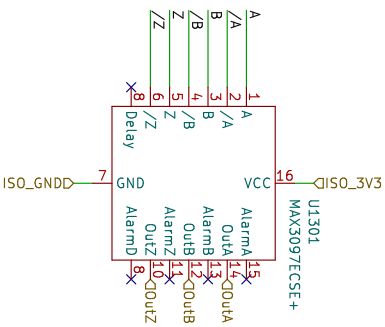 /Z
Z
/B
B
/A
A
8
6
5
4
3
2
1
Delay
/Z
Z
/B
B
/A
A
ISO_GND
7
GND
VCC
16
ISO_3V3
U1301
MAX3097ECSE+
AlarmD
OutZ
AlarmZ
OutB
AlarmB
OutA
AlarmA
8
10
11
12
13
14
15
OutZ
OutB
OutA